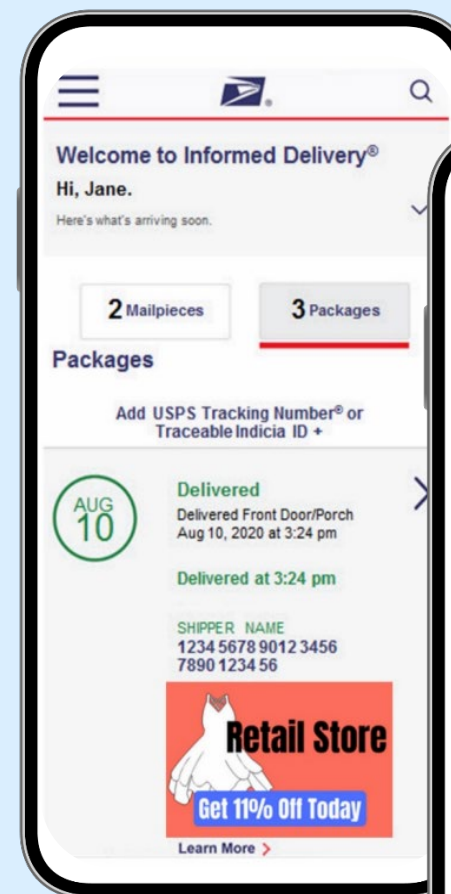 Welcome to Informed Delivery®
Hi, Jane.
Here's what's arriving soon.
2 Mailpieces
3 Packages
Packages
Add USPS Tracking Number® or
Traceable Indicia ID +
AUG
10
Delivered
Delivered Front Door/Porch
Aug 10, 2020 at 3:24 pm
Delivered at 3:24 pm
SHIPPER NAME
1234 5678 9012 3456
7890 1234 56
Retail Store
Get 11% Off Today
Learn More >